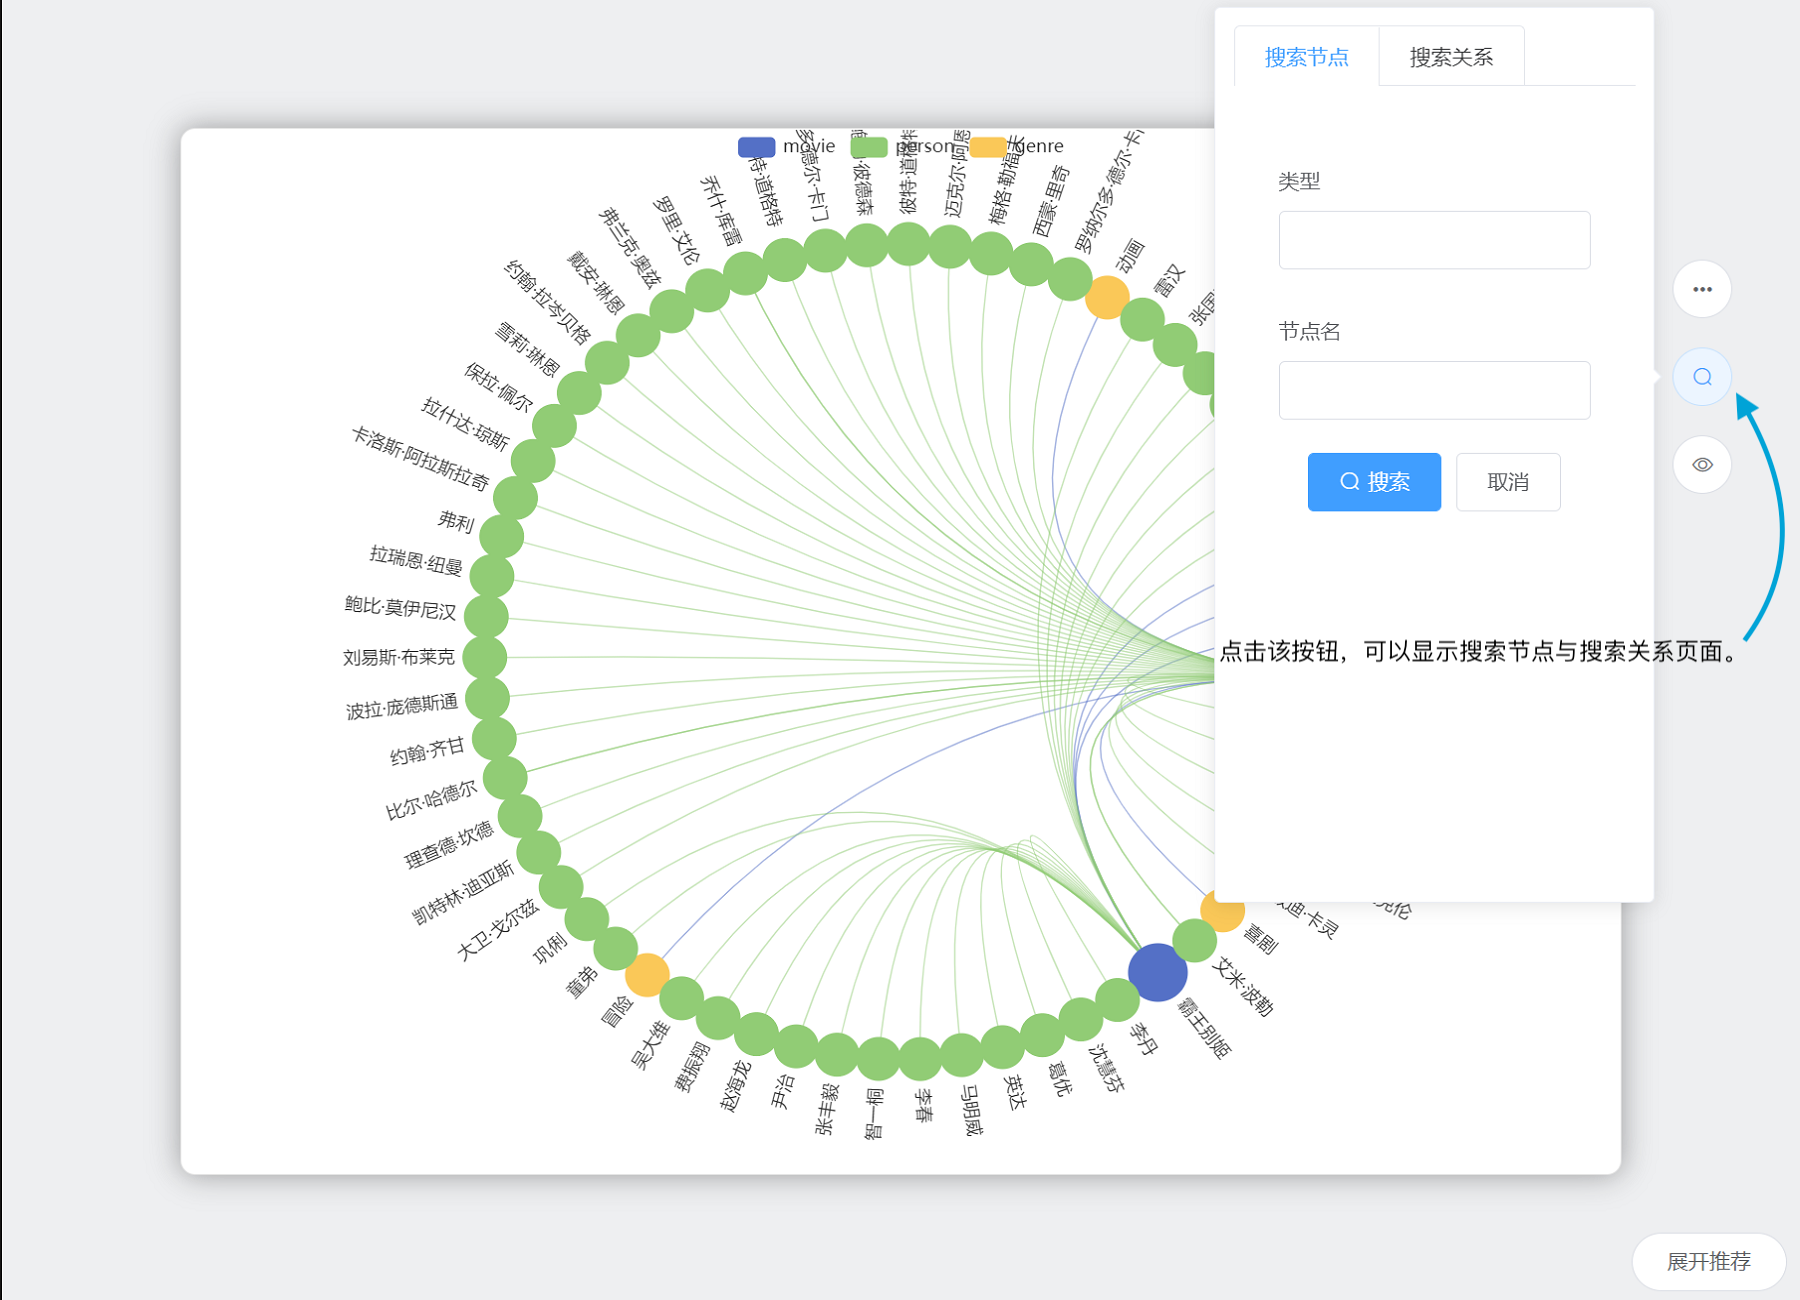 搜索节点
搜索关系
类型
节点名
搜索
取消
点击该按钮，可以显示搜索节点与搜索关系页面。
展开推荐
movie
person
genre
特·道格特
多·德尔·卡门
彼德森
彼特·道格特
迈克尔·阿恩
梅格·勒福夫
西蒙·里奇
罗纳尔多·德尔·卡
动画
雷汉
张国
乔什·库雷
罗里·艾伦
弗兰克·奥兹
戴安·琳恩
约翰·拉岑贝格
雪莉·琳恩
保拉·佩尔
拉什达·琼斯
卡洛斯·阿拉斯拉奇
弗利
拉瑞恩·纽曼
鲍比·莫伊尼汉
刘易斯·布莱克
波拉·庞德斯通
约翰·齐甘
比尔·哈德尔
理查德·坎德
凯特林·迪亚斯
大卫·戈尔兹
巩俐
童弟
冒险
吴大维
费振翔
赵海龙
尹治
张丰毅
智一桐
李春
马明威
英达
葛优
沈慧芬
李丹
霸王别姬
艾米·波勒
喜剧
迪·卡灵
克伦